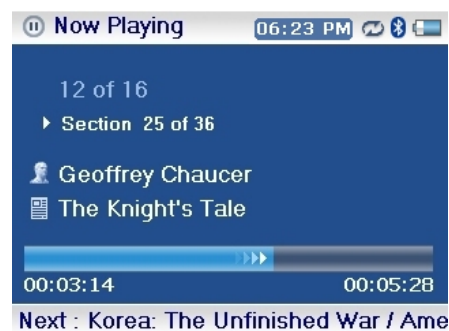 Now Playing 06:23 PM
12 of 16
Section 25 of 36
Geoffrey Chaucer
The Knight's Tale
00:03:14 00:05:28
Next : Korea: The Unfinished War / Ame